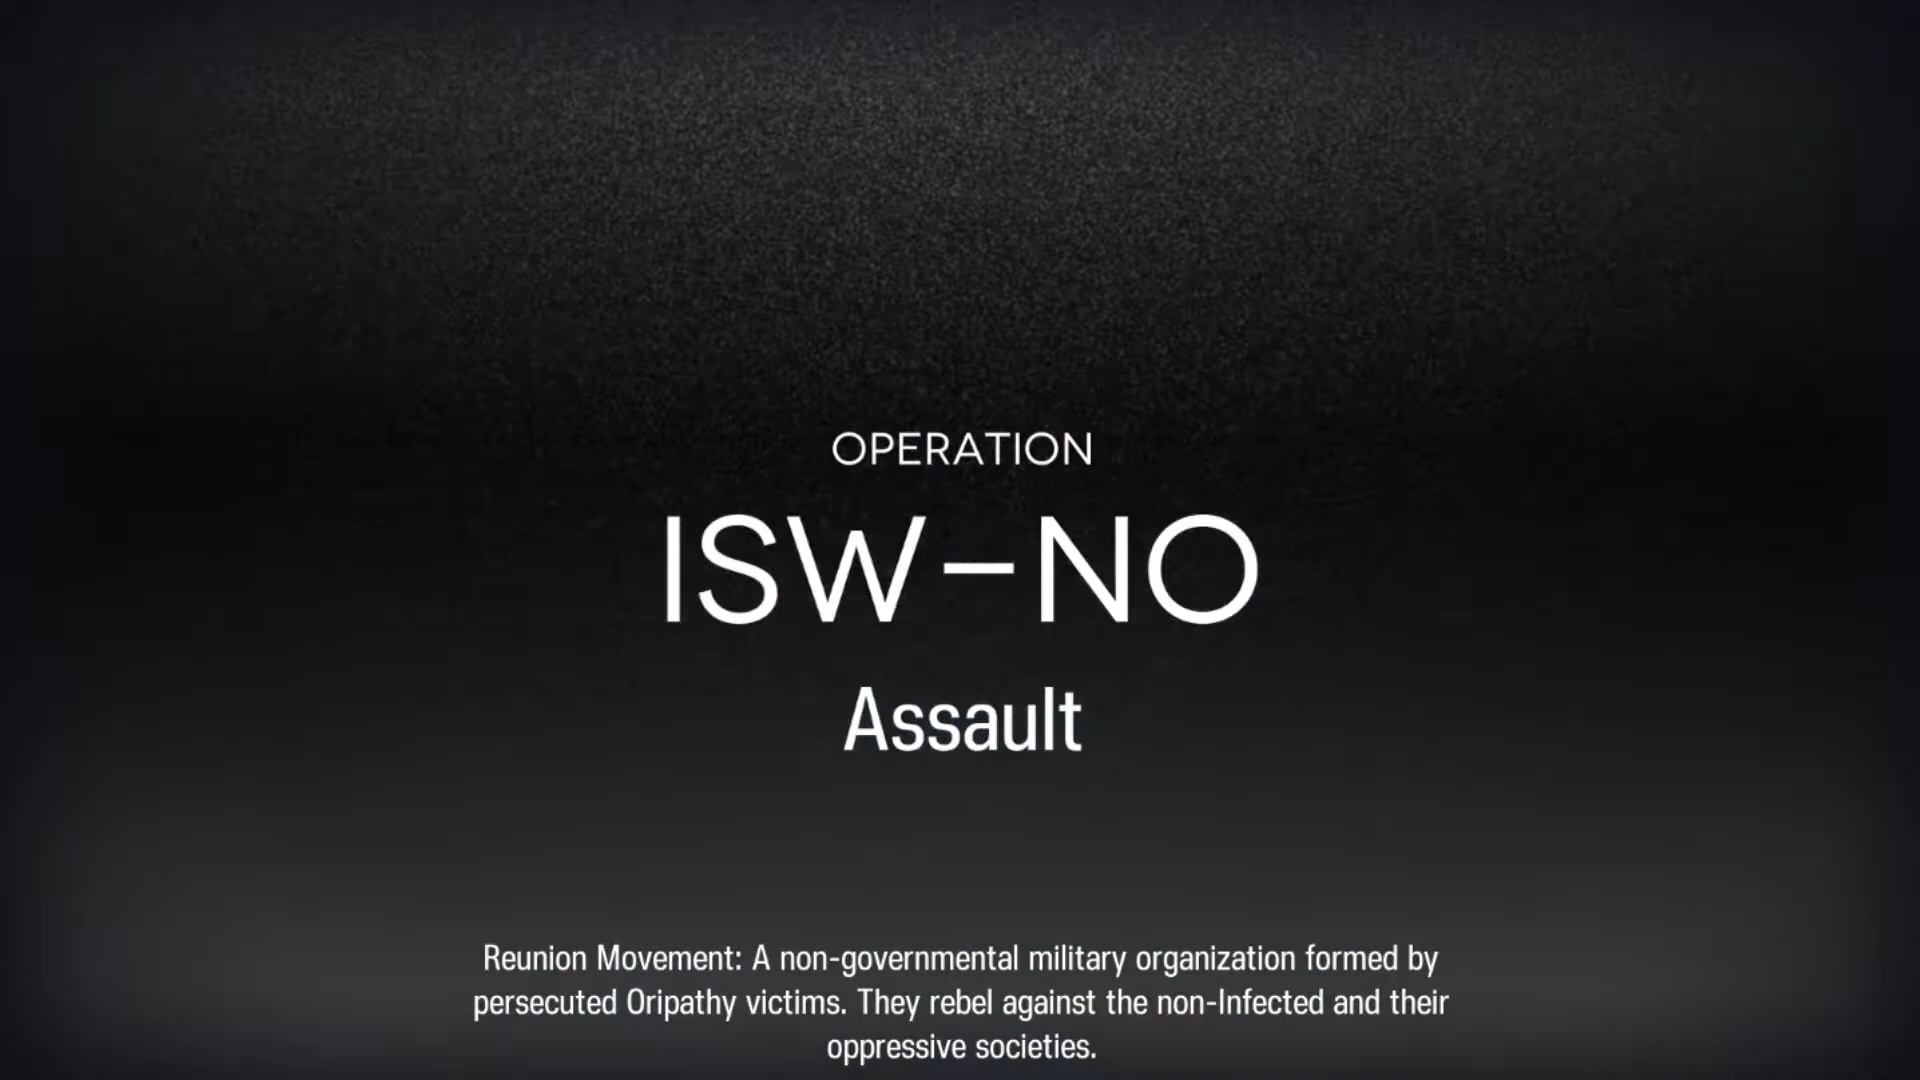 OPERATION
ISW-NO
Assault
Reunion Movement: A non-governmental military organization formed by
persecuted Oripathy victims. They rebel against the non-Infected and their
oppressive societies.